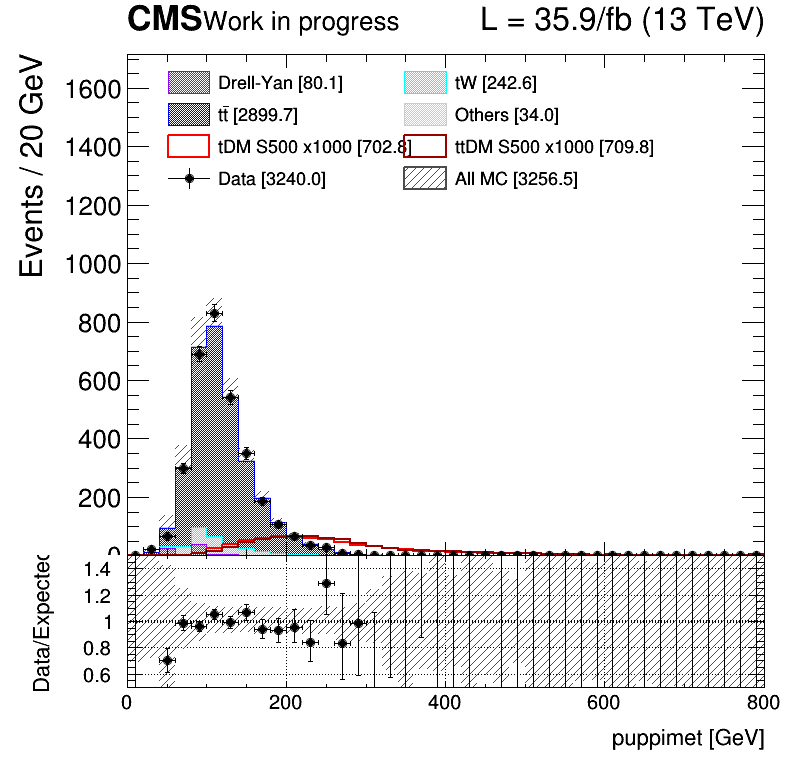 CMS Work in progress L = 35.9/fb (13 TeV)
Events / 20 GeV
1600
1400
1200
1000
800
600
400
200
0
Drell-Yan [80.1] tW [242.6]
tt̄ [2899.7] Others [34.0]
tDM S500 x1000 [702.8] ttDM S500 x1000 [709.8]
Data [3240.0] All MC [3256.5]
Data/Expected
1.4
1.2
1
0.8
0.6
0 200 400 600 800
puppimet [GeV]